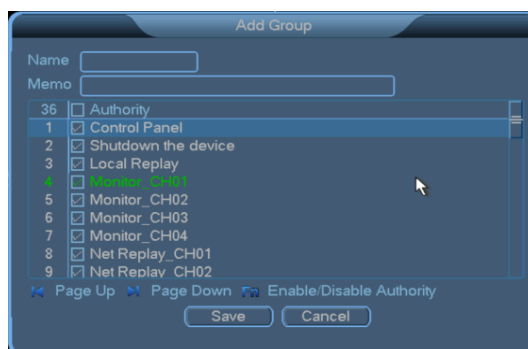 Add Group
Name
Memo
36 Authority
1 Control Panel
2 Shutdown the device
3 Local Replay
4 Monitor_CH01
5 Monitor_CH02
6 Monitor_CH03
7 Monitor_CH04
8 Net Replay_CH01
9 Net Replay_CH02
Page Up Page Down Fn Enable/Disable Authority
Save Cancel